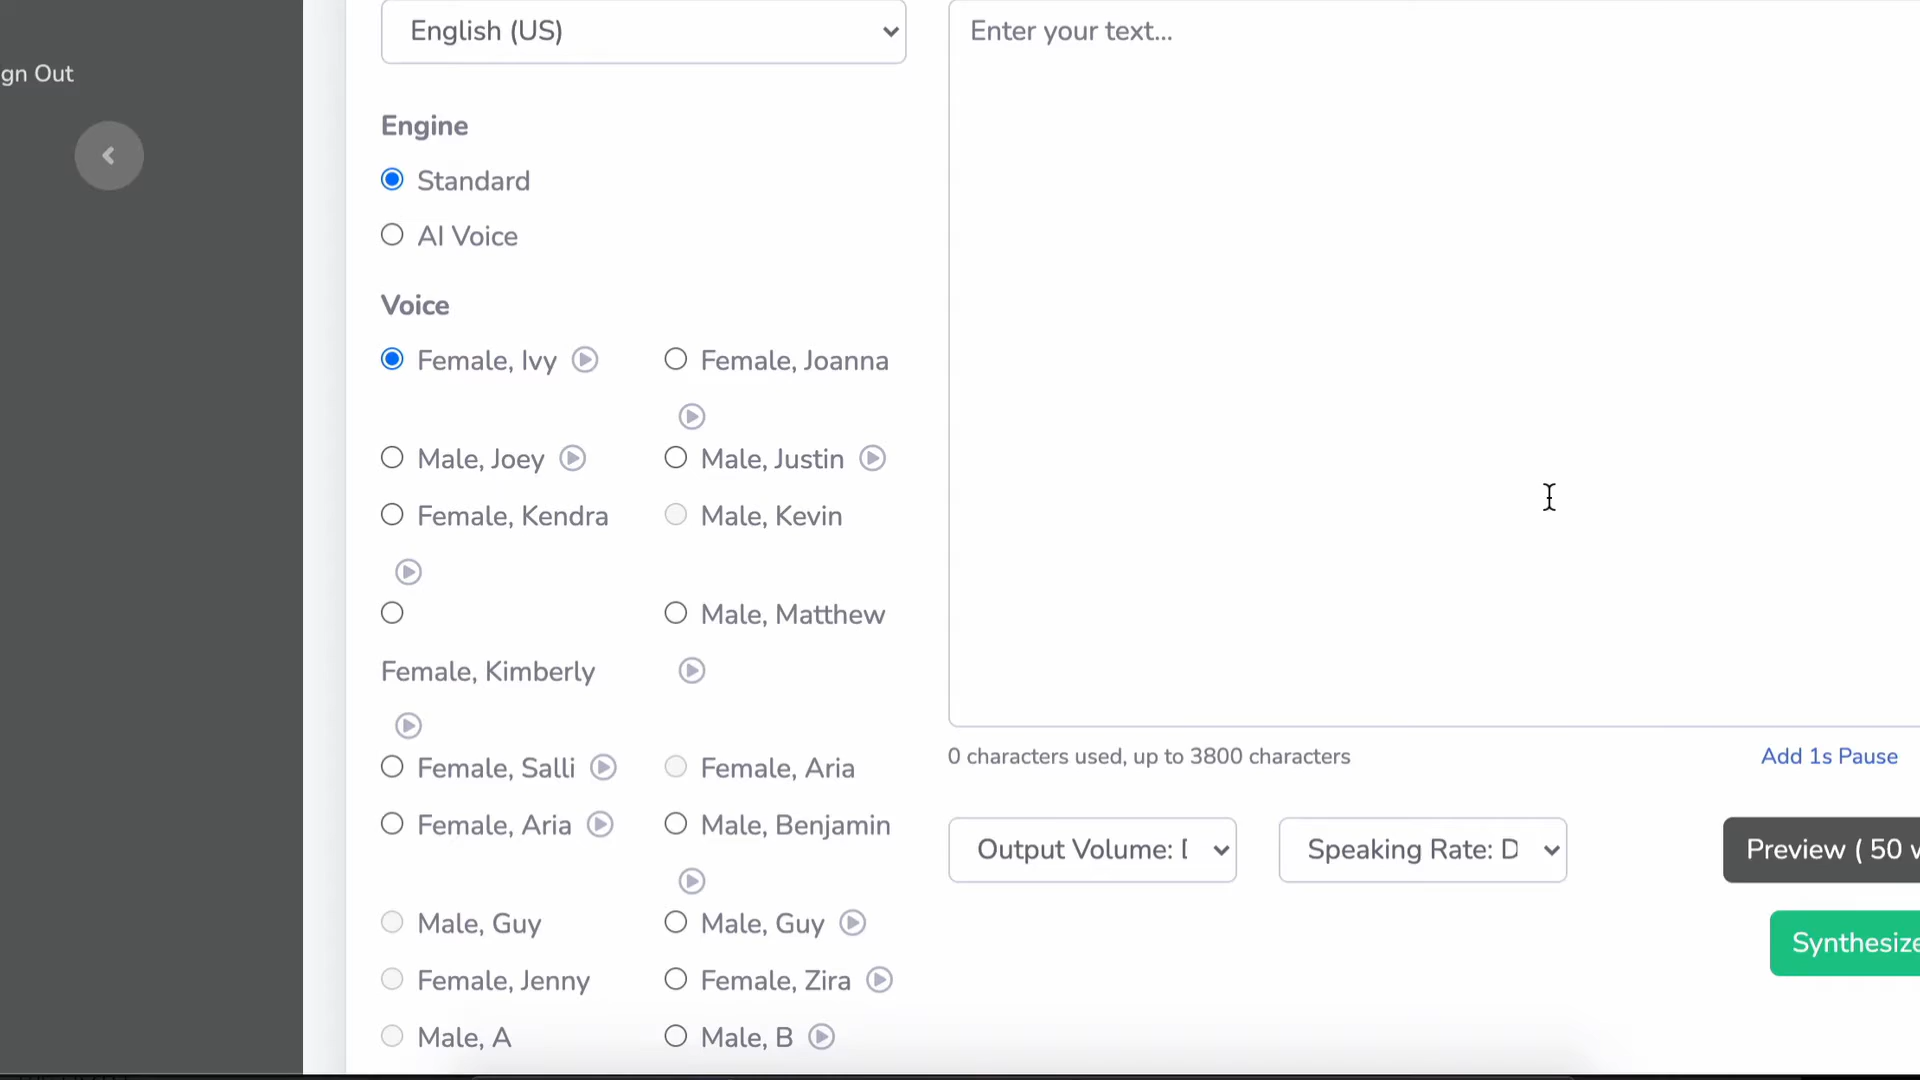 English (US)
Enter your text...
gn Out
Engine
Standard
AI Voice
Voice
Female, Ivy
Female, Joanna
Male, Joey
Male, Justin
Female, Kendra
Male, Kevin
Male, Matthew
Female, Kimberly
Female, Salli
Female, Aria
0 characters used, up to 3800 characters
Add 1s Pause
Female, Aria
Male, Benjamin
Output Volume:
Speaking Rate: D
Preview ( 50 w
Male, Guy
Male, Guy
Synthesize
Female, Jenny
Female, Zira
Male, A
Male, B